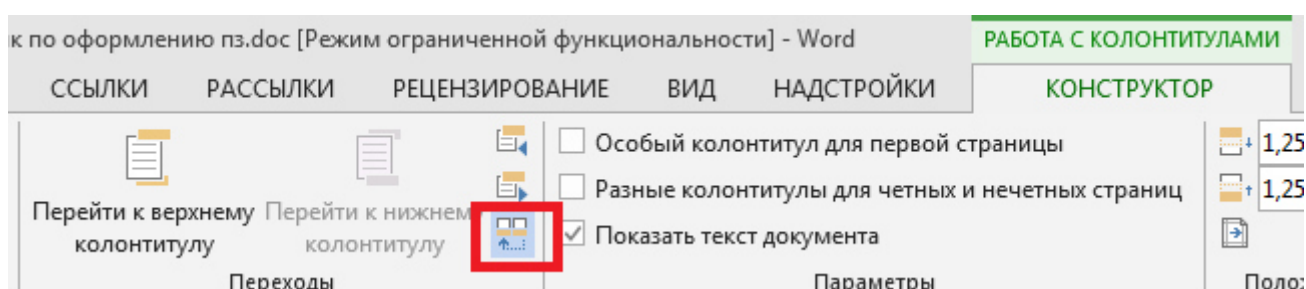 к по оформлению пз.doc [Режим ограниченной функциональности] - Word РАБОТА С КОЛОНТИТУЛАМИ
ССЫЛКИ РАССЫЛКИ РЕЦЕНЗИРОВАНИЕ ВИД НАДСТРОЙКИ КОНСТРУКТОР
Особый колонтитул для первой страницы 1,25
Разные колонтитулы для четных и нечетных страниц 1,25
Перейти к верхнему Перейти к нижнем
колонтитулу колонтитулу Показать текст документа
Переходы Параметры Полож